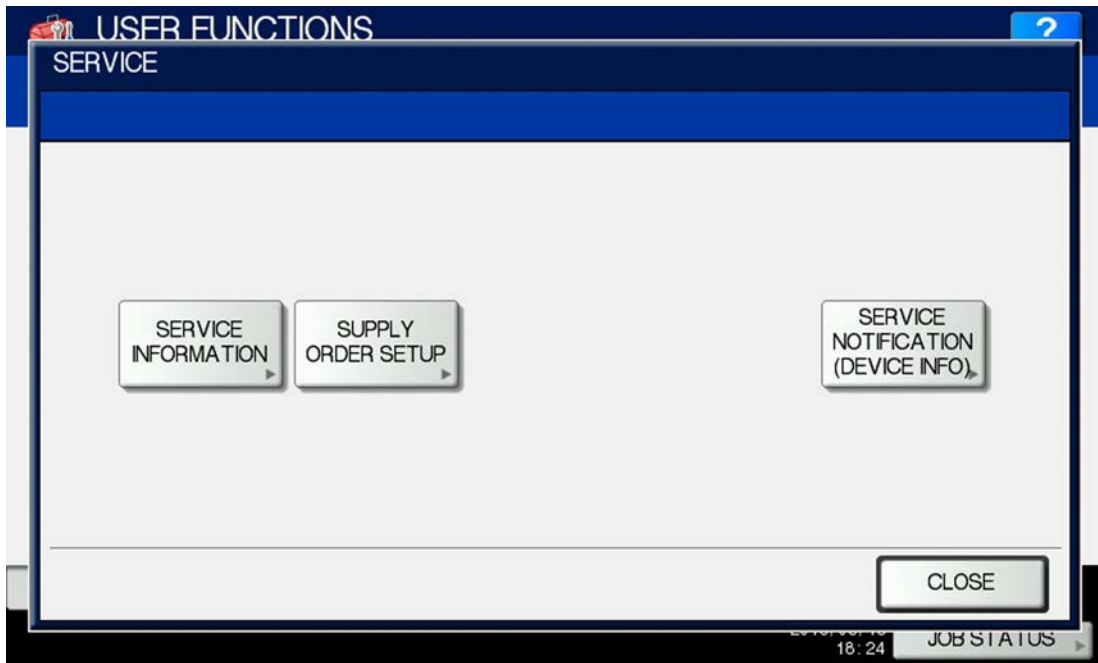 USER FUNCTIONS
?
SERVICE
SERVICE
INFORMATION
SUPPLY
ORDER SETUP
SERVICE
NOTIFICATION
(DEVICE INFO)
CLOSE
18:24
JOB STATUS